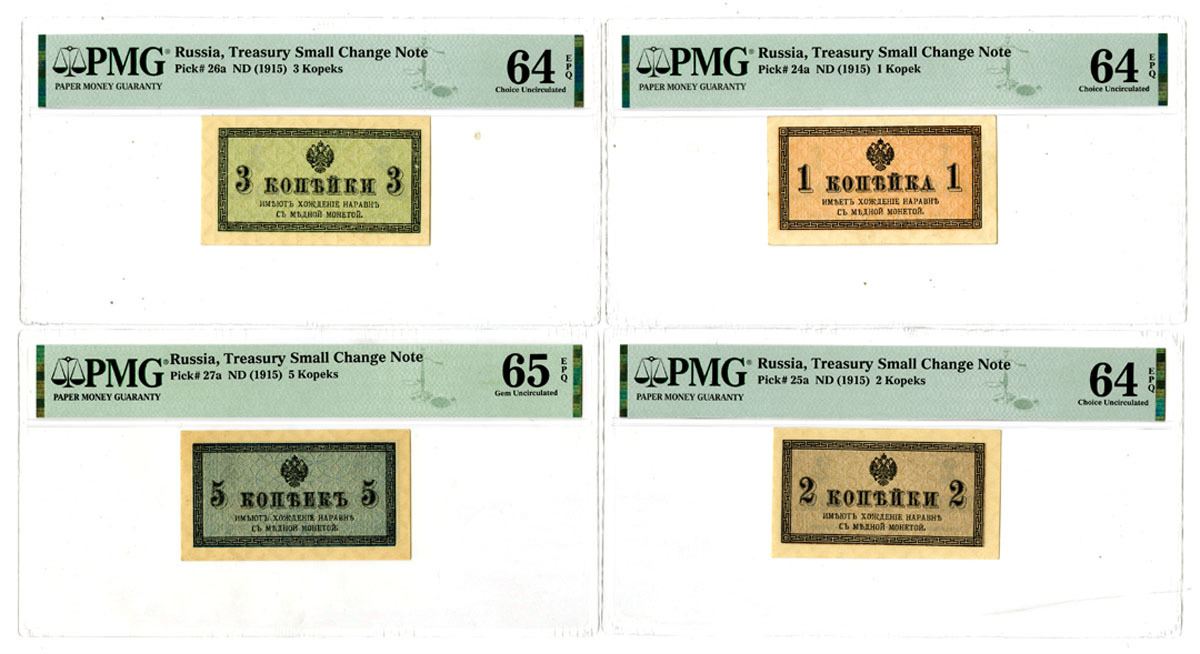 PMG®
PAPER MONEY GUARANTY
Russia, Treasury Small Change Note
Pick# 26a ND (1915) 3 Kopeks
64
EPQ
Choice Uncirculated
3 КОПѢЙКИ 3
ИМѢЮТЪ ХОЖДЕНІЕ НАРАВНѢ
СЪ МѢДНОЙ МОНЕТОЙ.
PMG®
PAPER MONEY GUARANTY
Russia, Treasury Small Change Note
Pick# 24a ND (1915) 1 Kopek
64
EPQ
Choice Uncirculated
1 КОПѢЙКА 1
ИМѢЕТЪ ХОЖДЕНІЕ НАРАВНѢ
СЪ МѢДНОЙ МОНЕТОЙ.
PMG®
PAPER MONEY GUARANTY
Russia, Treasury Small Change Note
Pick# 27a ND (1915) 5 Kopeks
65
EPQ
Gem Uncirculated
5 КОПѢЕКЪ 5
ИМѢЮТЪ ХОЖДЕНІЕ НАРАВНѢ
СЪ МѢДНОЙ МОНЕТОЙ.
PMG®
PAPER MONEY GUARANTY
Russia, Treasury Small Change Note
Pick# 25a ND (1915) 2 Kopeks
64
EPQ
Choice Uncirculated
2 КОПѢЙКИ 2
ИМѢЮТЪ ХОЖДЕНІЕ НАРАВНѢ
СЪ МѢДНОЙ МОНЕТОЙ.